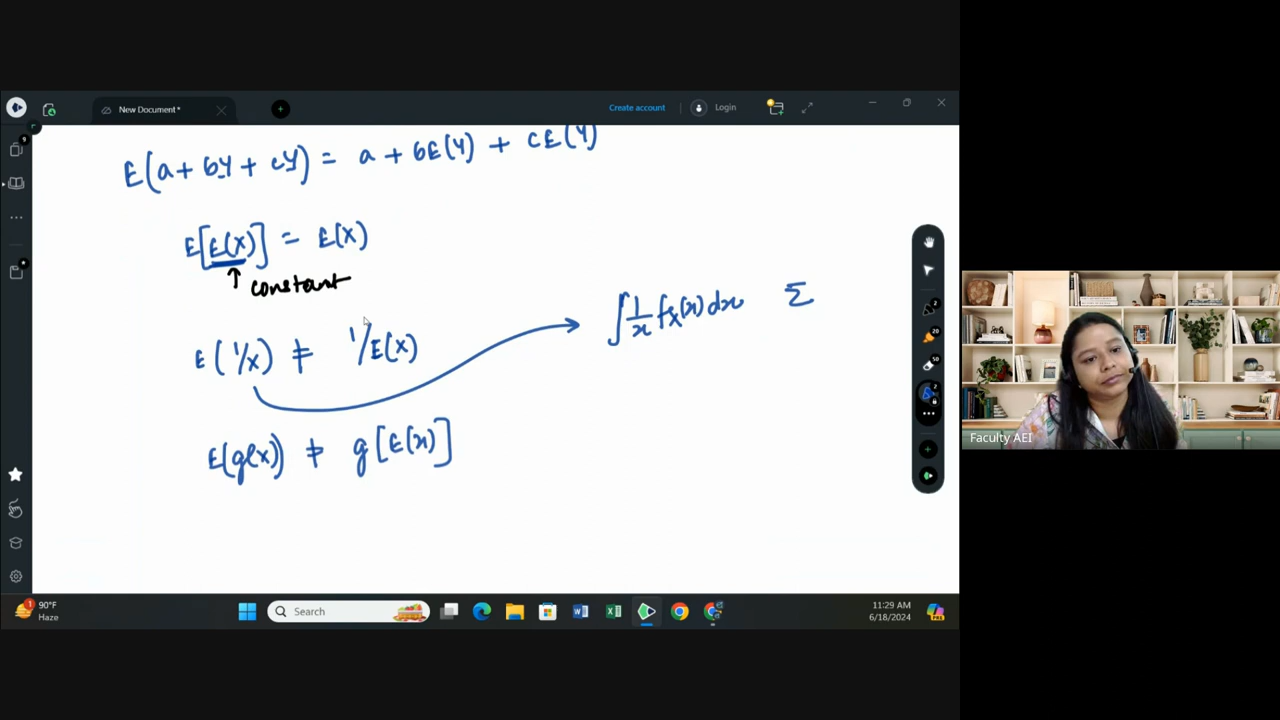 New Document*
Create account
Login
E(a + by + cy) = a + bE(y) + cE(y)
E[E(x)] = E(x)
↑ constant
∫ 1/x fx(x) dx Σ
E(1/x) ≠ 1/E(x)
E(g(x)) ≠ g[E(x)]
Faculty AEI
90°F
Haze
Search
11:29 AM
6/18/2024